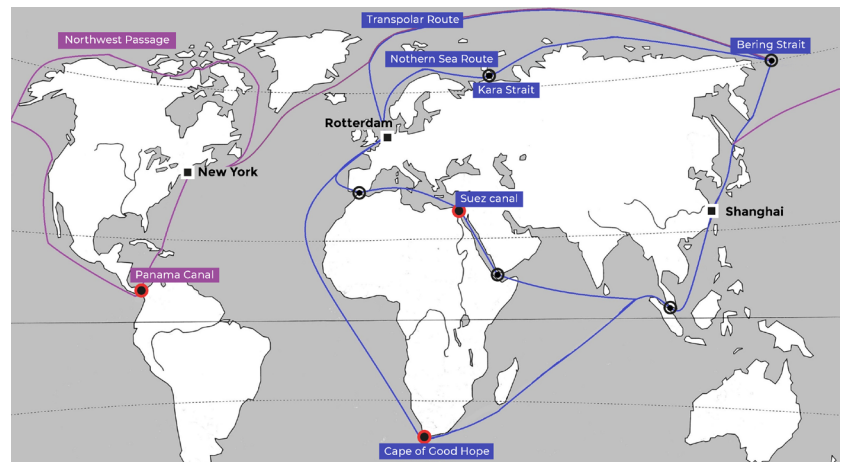 Transpolar Route
Northwest Passage
Bering Strait
Nothern Sea Route
Kara Strait
Rotterdam
New York
Suez canal
Shanghai
Panama Canal
Cape of Good Hope